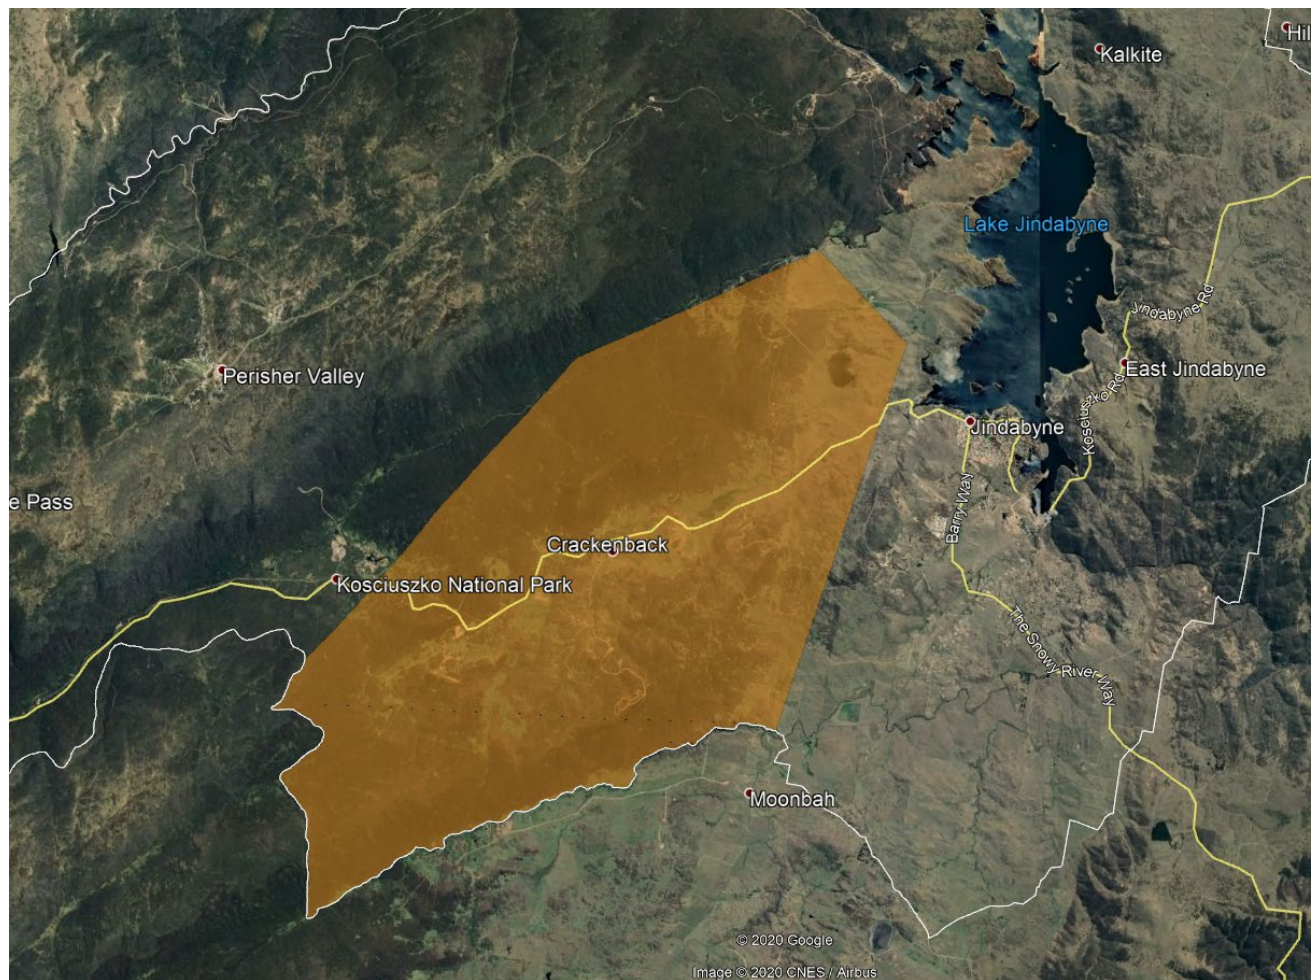 Hil
Kalkite
Lake Jindabyne
Jindabyne Rd
Perisher Valley
East Jindabyne
Kosciuszko Rd
Jindabyne
e Pass
Barry Way
Crackenback
Kosciuszko National Park
The Snowy River Way
Moonbah
© 2020 Google
Image © 2020 CNES / Airbus